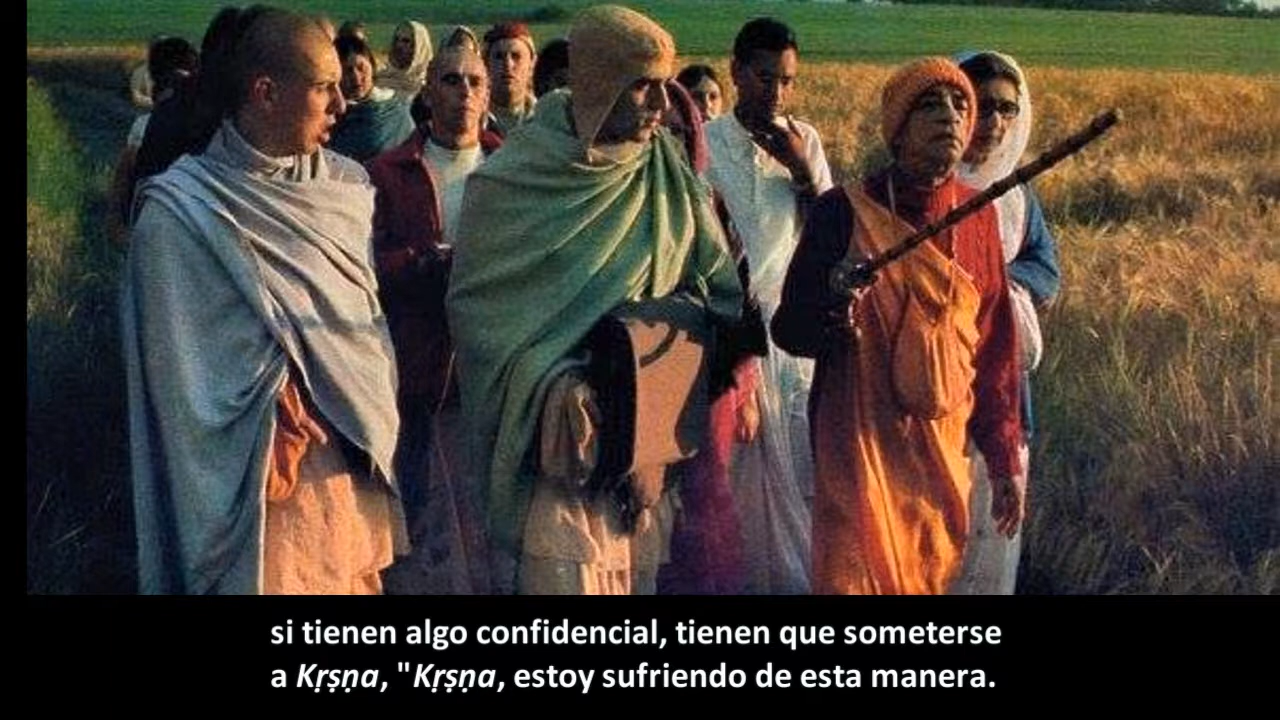 si tienen algo confidencial, tienen que someterse
a Kṛṣṇa, "Kṛṣṇa, estoy sufriendo de esta manera.